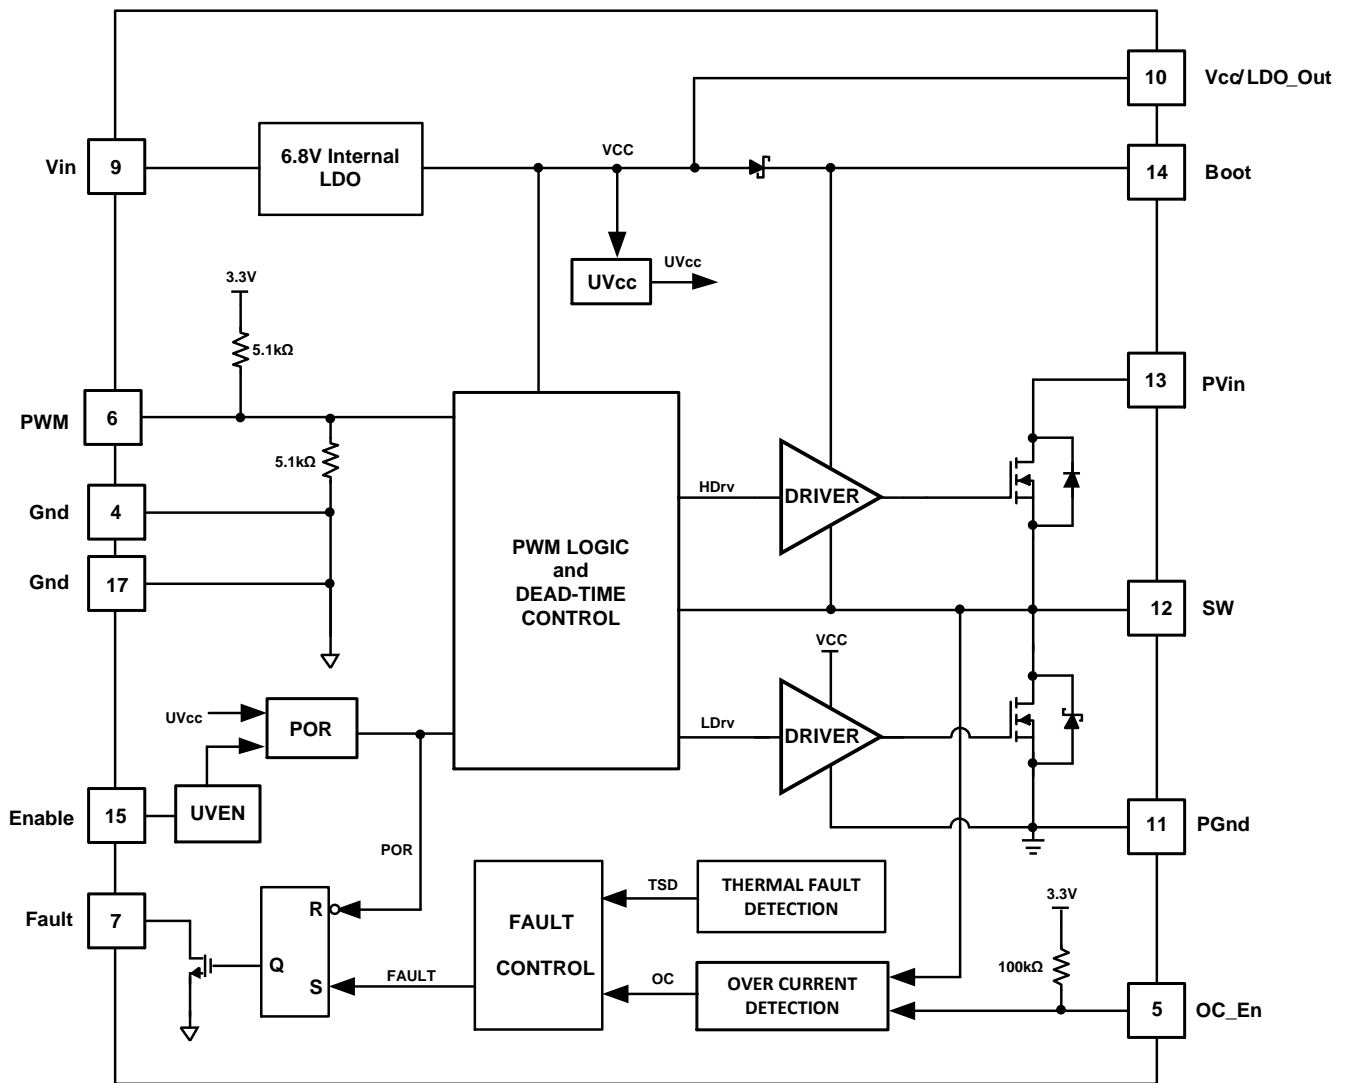 10
Vcc/LDO_Out
Vin
9
6.8V Internal
LDO
VCC
14
Boot
UVcc
UVcc
3.3V
5.1kΩ
13
PVin
PWM
6
5.1kΩ
HDrv
DRIVER
Gnd
4
PWM LOGIC
and
DEAD-TIME
CONTROL
Gnd
17
12
SW
VCC
UVcc
POR
LDrv
DRIVER
Enable
15
UVEN
11
PGnd
POR
TSD
THERMAL FAULT
DETECTION
3.3V
Fault
7
R
FAULT
CONTROL
Q
S
FAULT
OC
OVER CURRENT
DETECTION
100kΩ
5
OC_En